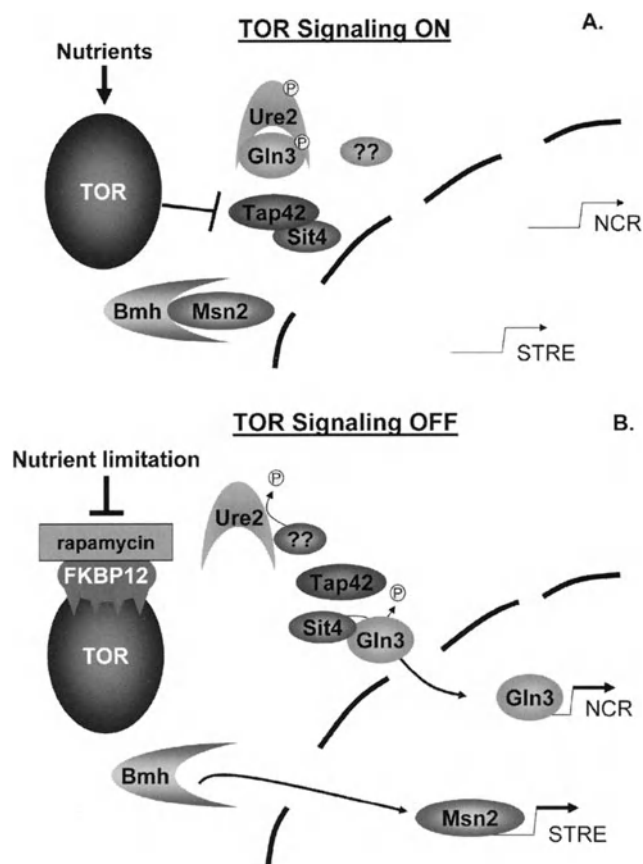 TOR Signaling ON
A.
Nutrients
TOR
P
Ure2
P
Gln3
??
Tap42
Sit4
Bmh
Msn2
NCR
STRE
TOR Signaling OFF
B.
Nutrient limitation
rapamycin
FKBP12
TOR
P
Ure2
??
Tap42
P
Sit4
Gln3
Gln3
NCR
Bmh
Msn2
STRE